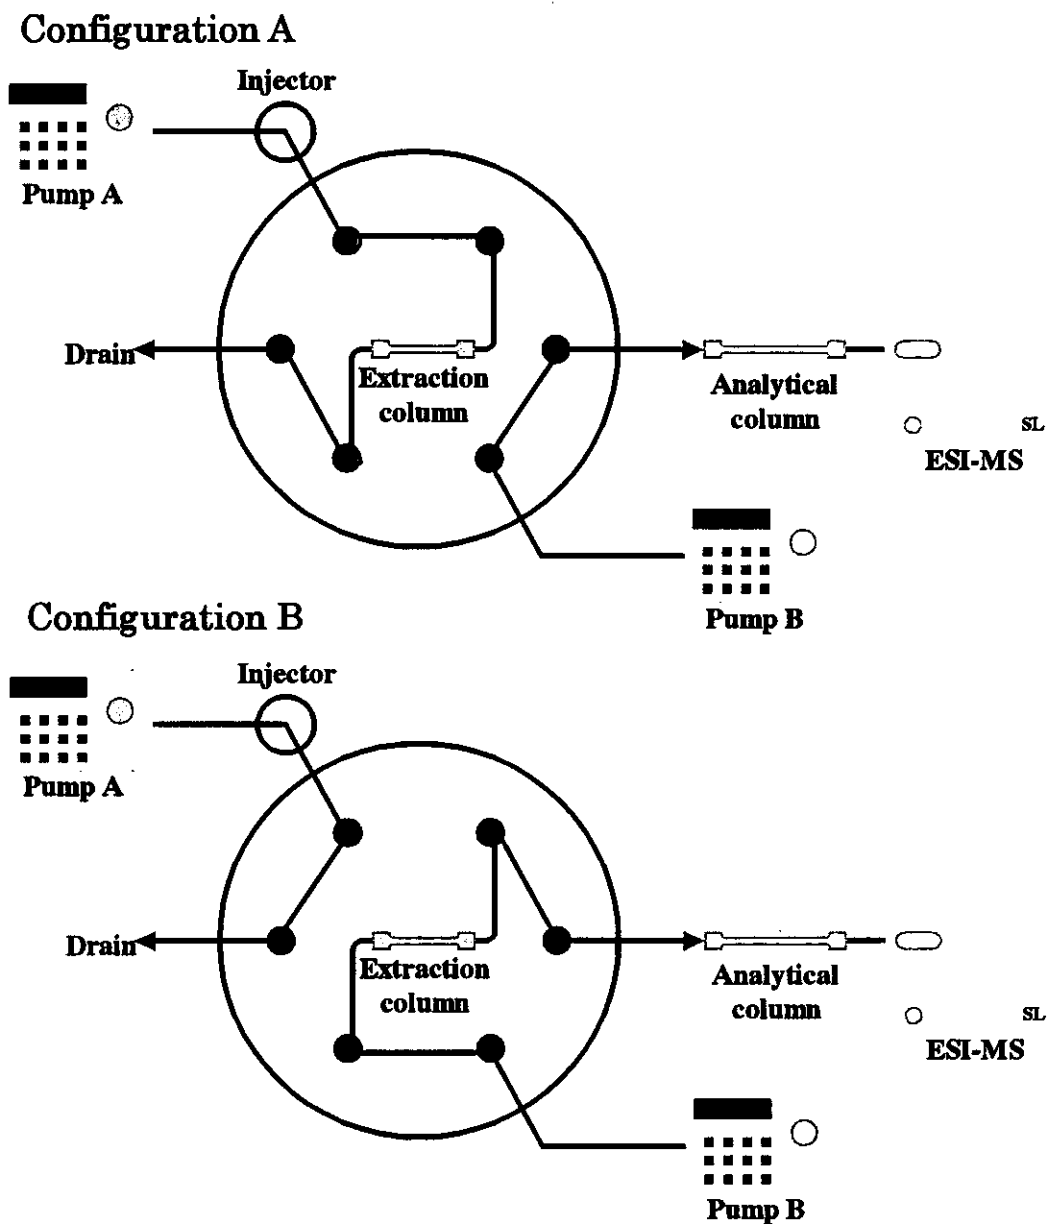 Configuration A
Injector
Pump A
Drain
Extraction
column
Analytical
column
SL
ESI-MS
Pump B
Configuration B
Injector
Pump A
Drain
Extraction
column
Analytical
column
SL
ESI-MS
Pump B